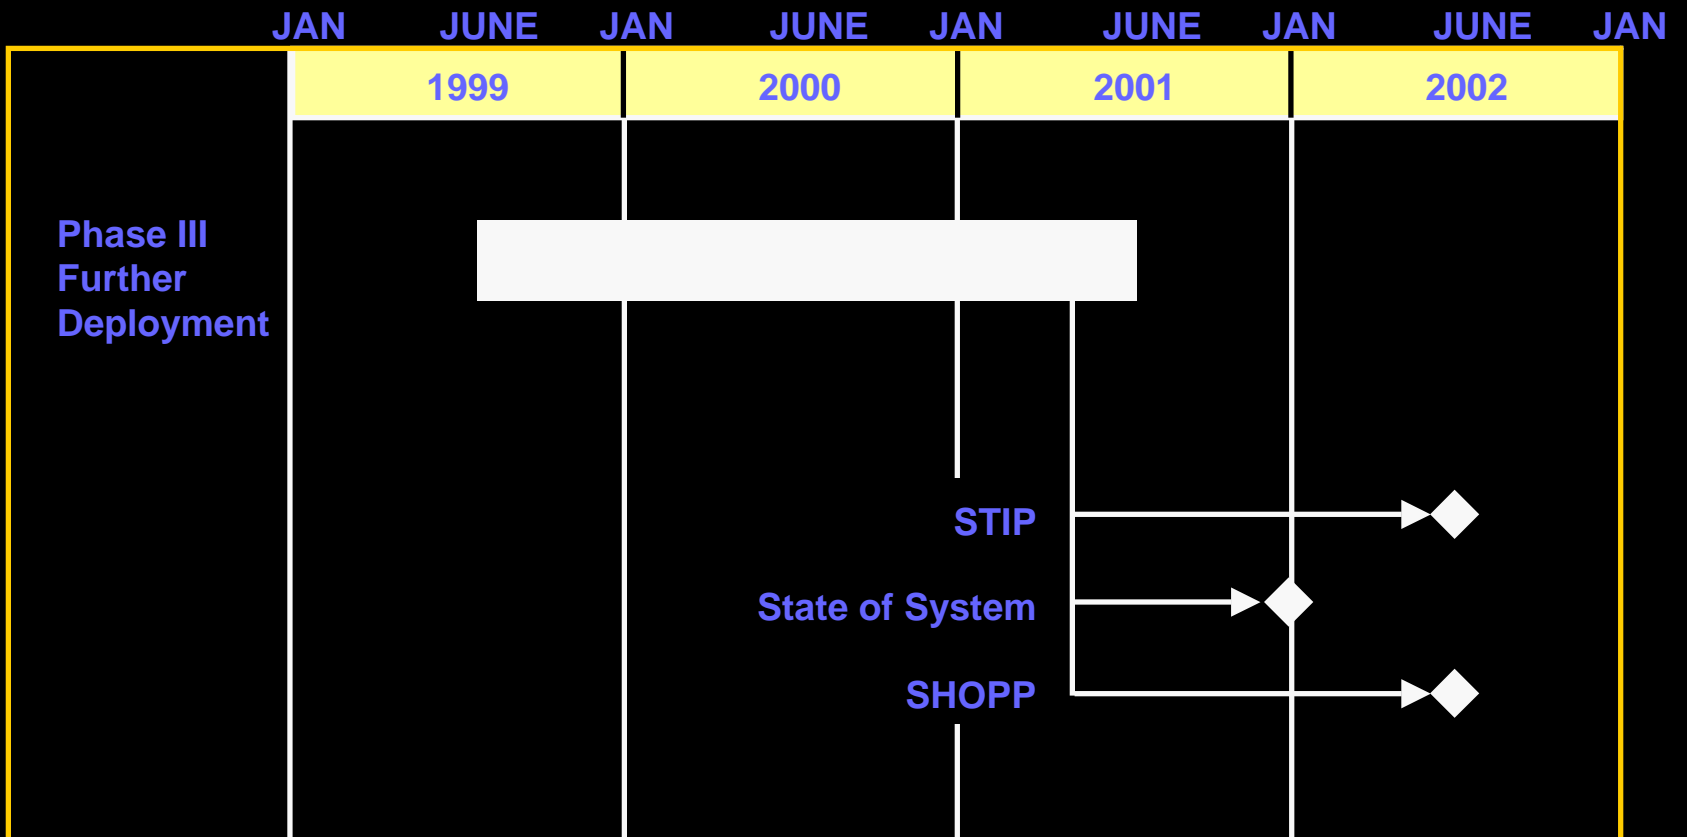 JAN JUNE JAN JUNE JAN JUNE JAN JUNE JAN
1999 2000 2001 2002
Phase III
Further
Deployment
STIP
State of System
SHOPP